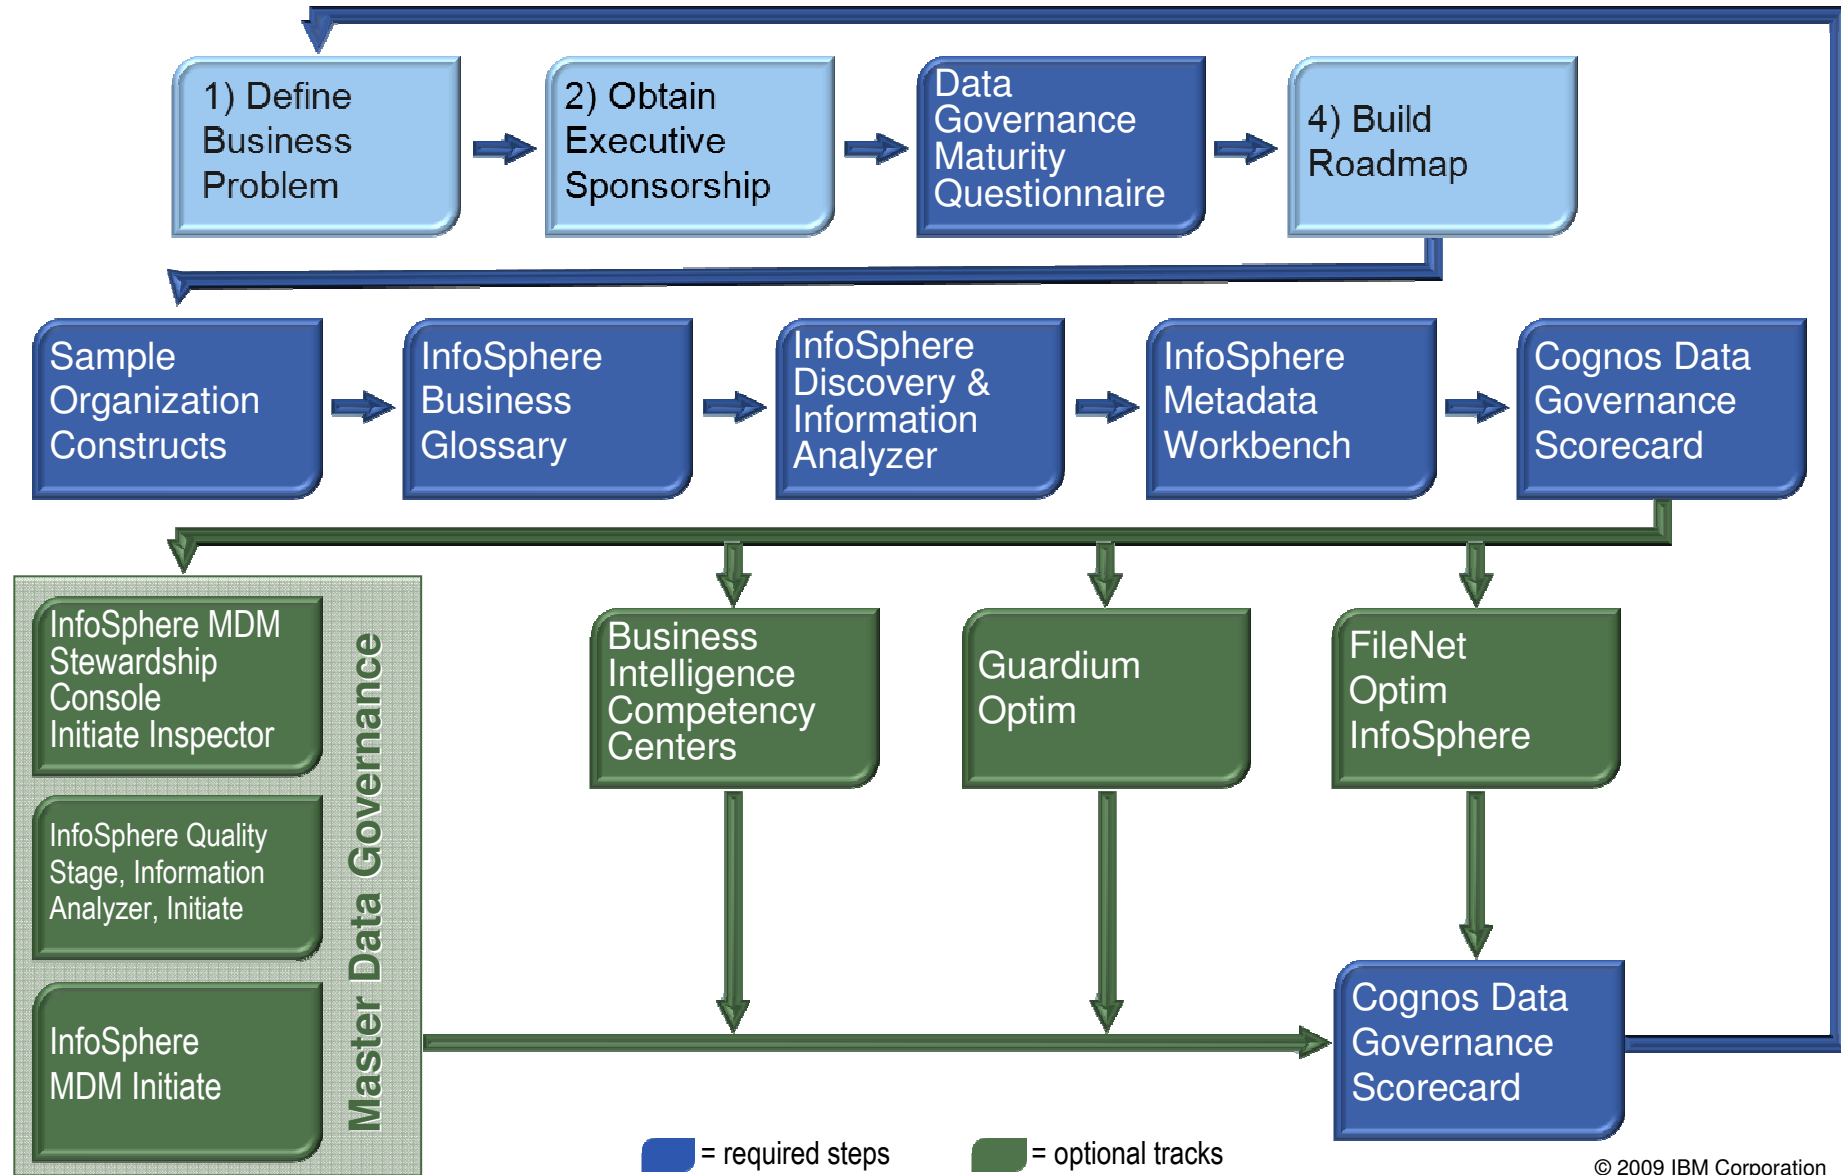 1) Define
Business
Problem
2) Obtain
Executive
Sponsorship
Data
Governance
Maturity
Questionnaire
4) Build
Roadmap
Sample
Organization
Constructs
InfoSphere
Business
Glossary
InfoSphere
Discovery &
Information
Analyzer
InfoSphere
Metadata
Workbench
Cognos Data
Governance
Scorecard
InfoSphere MDM
Stewardship
Console
Initiate Inspector
InfoSphere Quality
Stage, Information
Analyzer, Initiate
InfoSphere
MDM Initiate
Master Data Governance
Business
Intelligence
Competency
Centers
Guardium
Optim
FileNet
Optim
InfoSphere
Cognos Data
Governance
Scorecard
= required steps
= optional tracks
© 2009 IBM Corporation